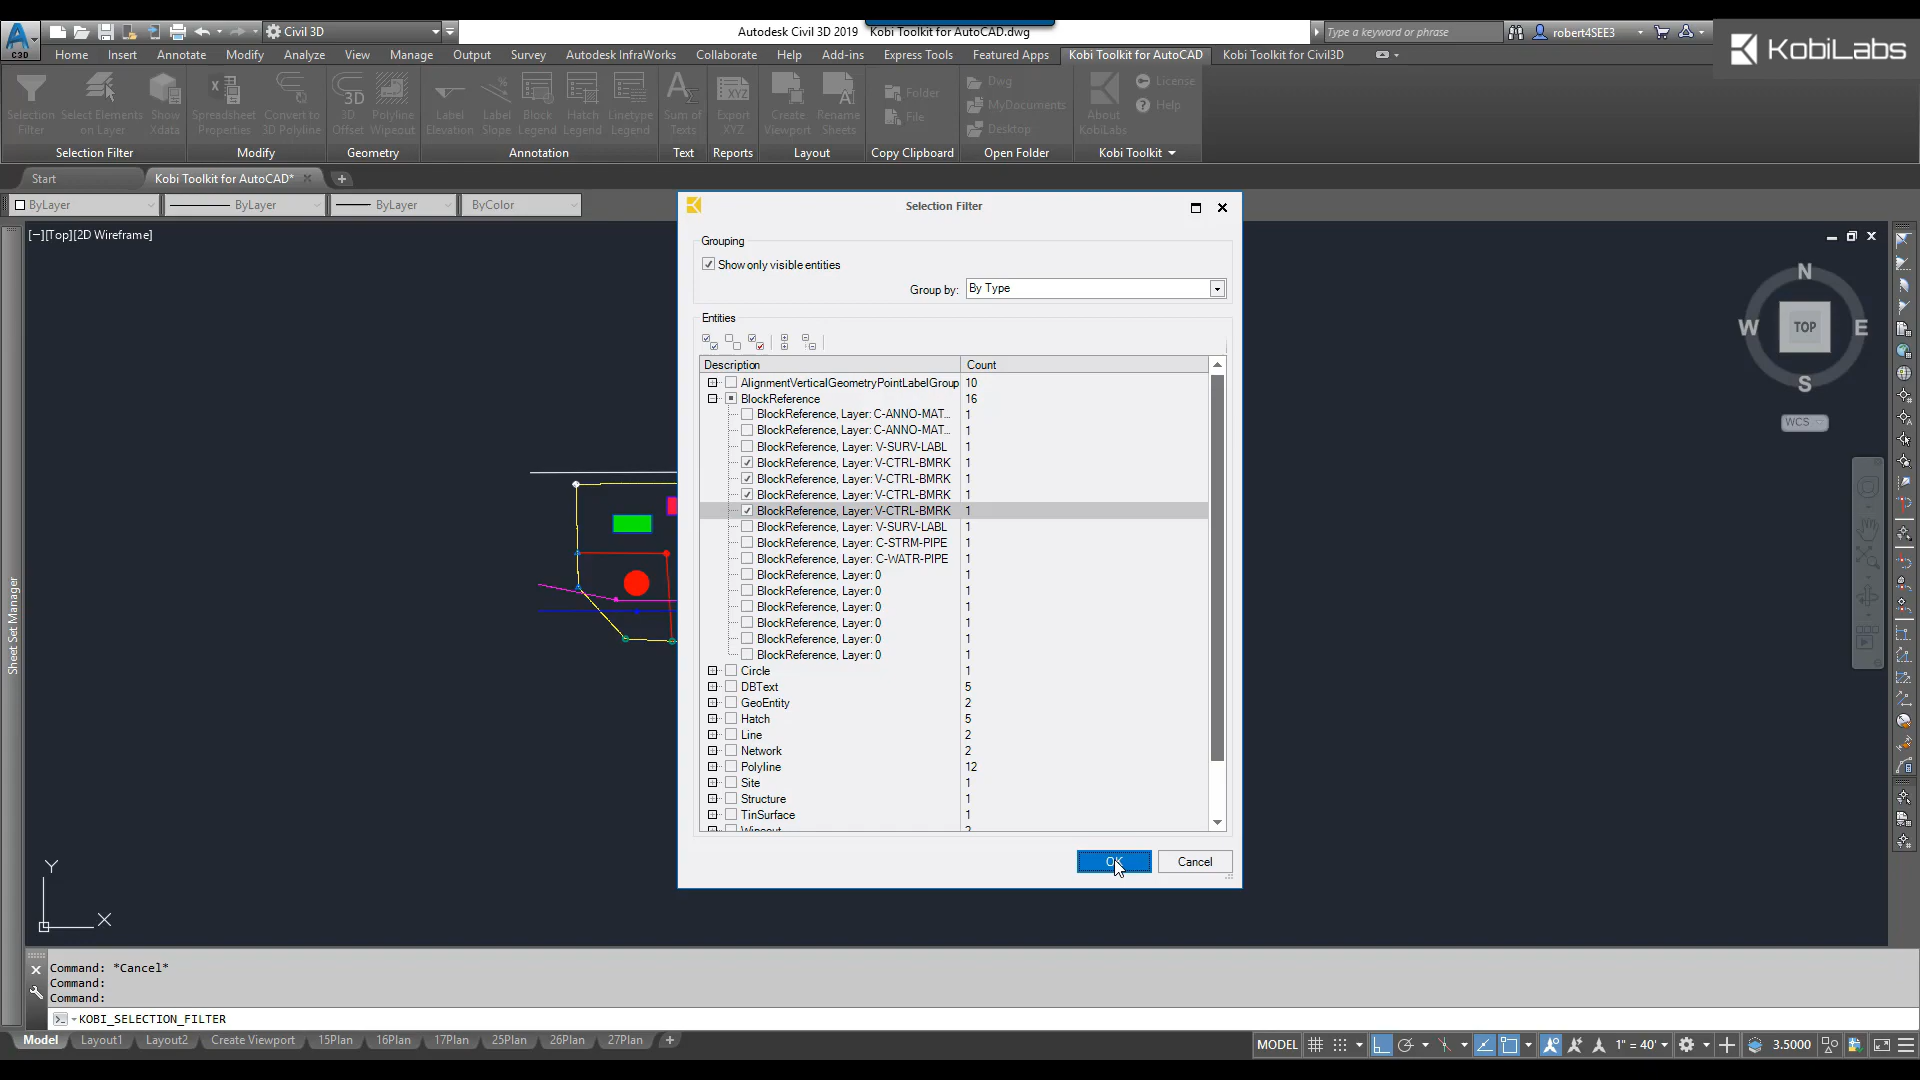 Civil 3D
Autodesk Civil 3D 2019 Kobi Toolkit for AutoCAD.dwg
Type a keyword or phrase
robert4SEE3
KobiLabs
C3D
Home Insert Annotate Modify Analyze View Manage Output Survey Autodesk InfraWorks Collaborate Help Add-ins Express Tools Featured Apps Kobi Toolkit for AutoCAD Kobi Toolkit for Civil3D
Selection Filter
Select Elements on Layer
Show Xdata
Spreadsheet Properties
Convert to 3D Polyline
3D Offset
Polyline Wipeout
Label Elevation
Label Slope
Block Legend
Hatch Legend
Linetype Legend
Sum of Texts
XYZ
Export XYZ
Create Viewport
Rename Sheets
Folder
File
Dwg
MyDocuments
Desktop
About KobiLabs
License
Help
Selection Filter Modify Geometry Annotation Text Reports Layout Copy Clipboard Open Folder Kobi Toolkit
Start Kobi Toolkit for AutoCAD*
ByLayer ByLayer ByLayer ByColor
[−][Top][2D Wireframe]
Selection Filter
Grouping
Show only visible entities
Group by: By Type
Entities
Description Count
AlignmentVerticalGeometryPointLabelGroup 10
BlockReference 16
BlockReference, Layer: C-ANNO-MAT... 1
BlockReference, Layer: C-ANNO-MAT... 1
BlockReference, Layer: V-SURV-LABL 1
BlockReference, Layer: V-CTRL-BMRK 1
BlockReference, Layer: V-CTRL-BMRK 1
BlockReference, Layer: V-CTRL-BMRK 1
BlockReference, Layer: V-CTRL-BMRK 1
BlockReference, Layer: V-SURV-LABL 1
BlockReference, Layer: C-STRM-PIPE 1
BlockReference, Layer: C-WATR-PIPE 1
BlockReference, Layer: 0 1
BlockReference, Layer: 0 1
BlockReference, Layer: 0 1
BlockReference, Layer: 0 1
BlockReference, Layer: 0 1
BlockReference, Layer: 0 1
Circle 1
DBText 5
GeoEntity 2
Hatch 5
Line 2
Network 2
Polyline 12
Site 1
Structure 1
TinSurface 1
Wipeout 2
OK Cancel
N
W TOP E
S
WCS
Sheet Set Manager
Y
X
Command: *Cancel*
Command:
Command:
KOBI_SELECTION_FILTER
Model Layout1 Layout2 Create Viewport 15Plan 16Plan 17Plan 25Plan 26Plan 27Plan
MODEL 1" = 40' 3.5000